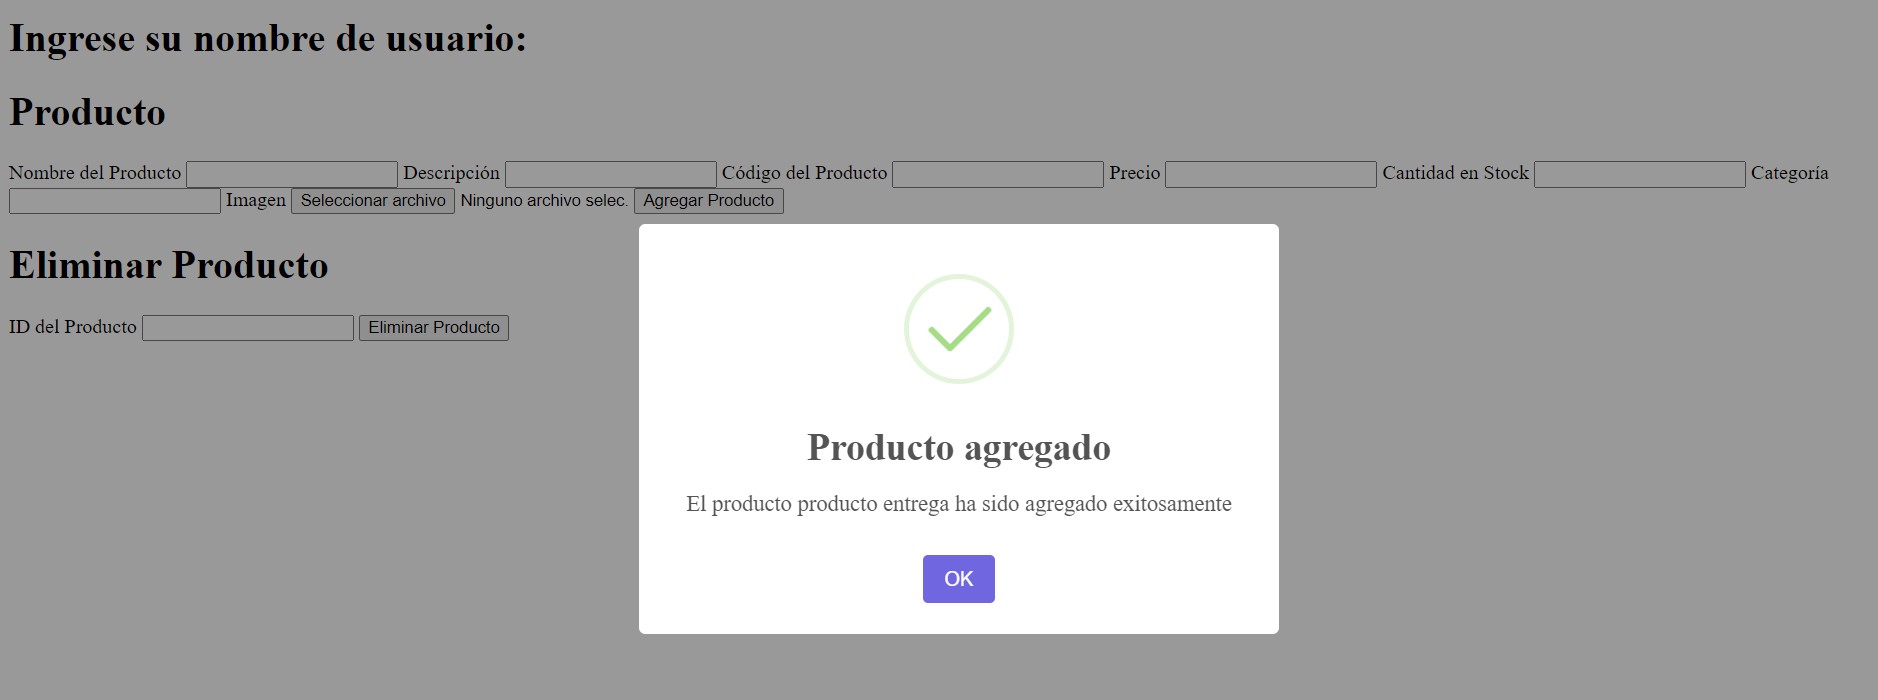 Ingrese su nombre de usuario:
Producto
Nombre del Producto Descripción Código del Producto Precio Cantidad en Stock Categoría
Imagen Seleccionar archivo Ninguno archivo selec. Agregar Producto
Eliminar Producto
ID del Producto Eliminar Producto
Producto agregado
El producto producto entrega ha sido agregado exitosamente
OK